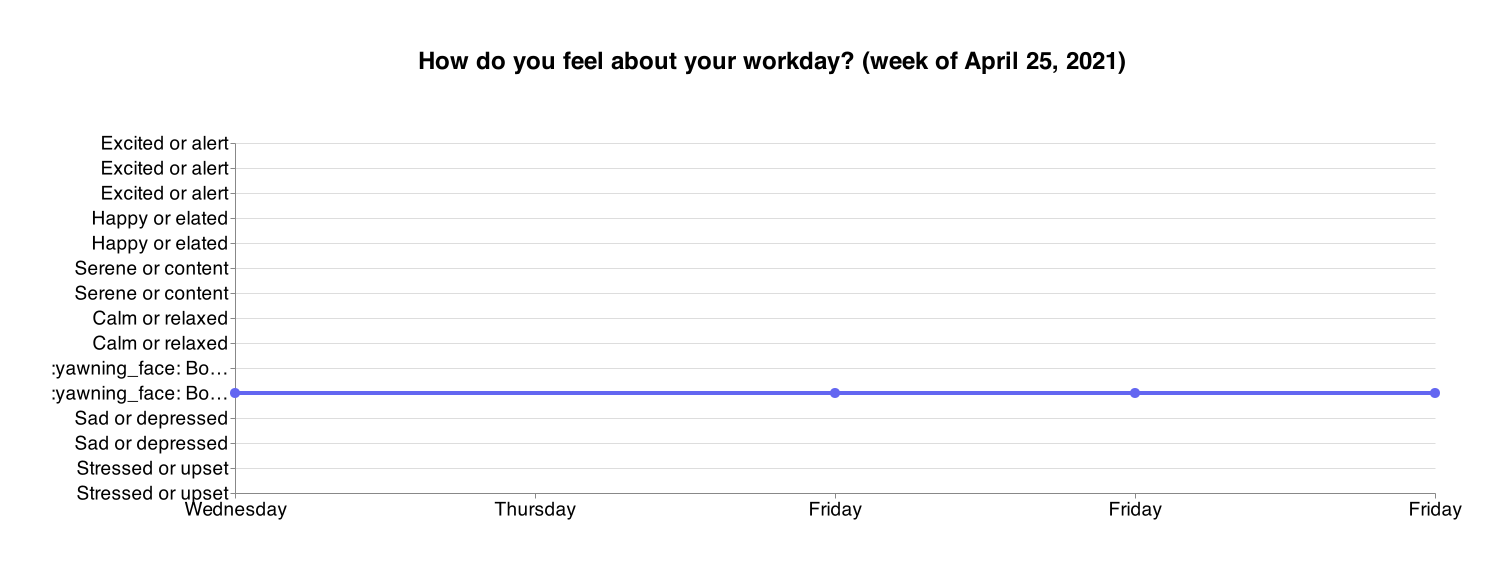 How do you feel about your workday? (week of April 25, 2021)
Excited or alert
Excited or alert
Excited or alert
Happy or elated
Happy or elated
Serene or content
Serene or content
Calm or relaxed
Calm or relaxed
:yawning_face: Bo…
:yawning_face: Bo…
Sad or depressed
Sad or depressed
Stressed or upset
Stressed or upset
Wednesday Thursday Friday Friday Friday